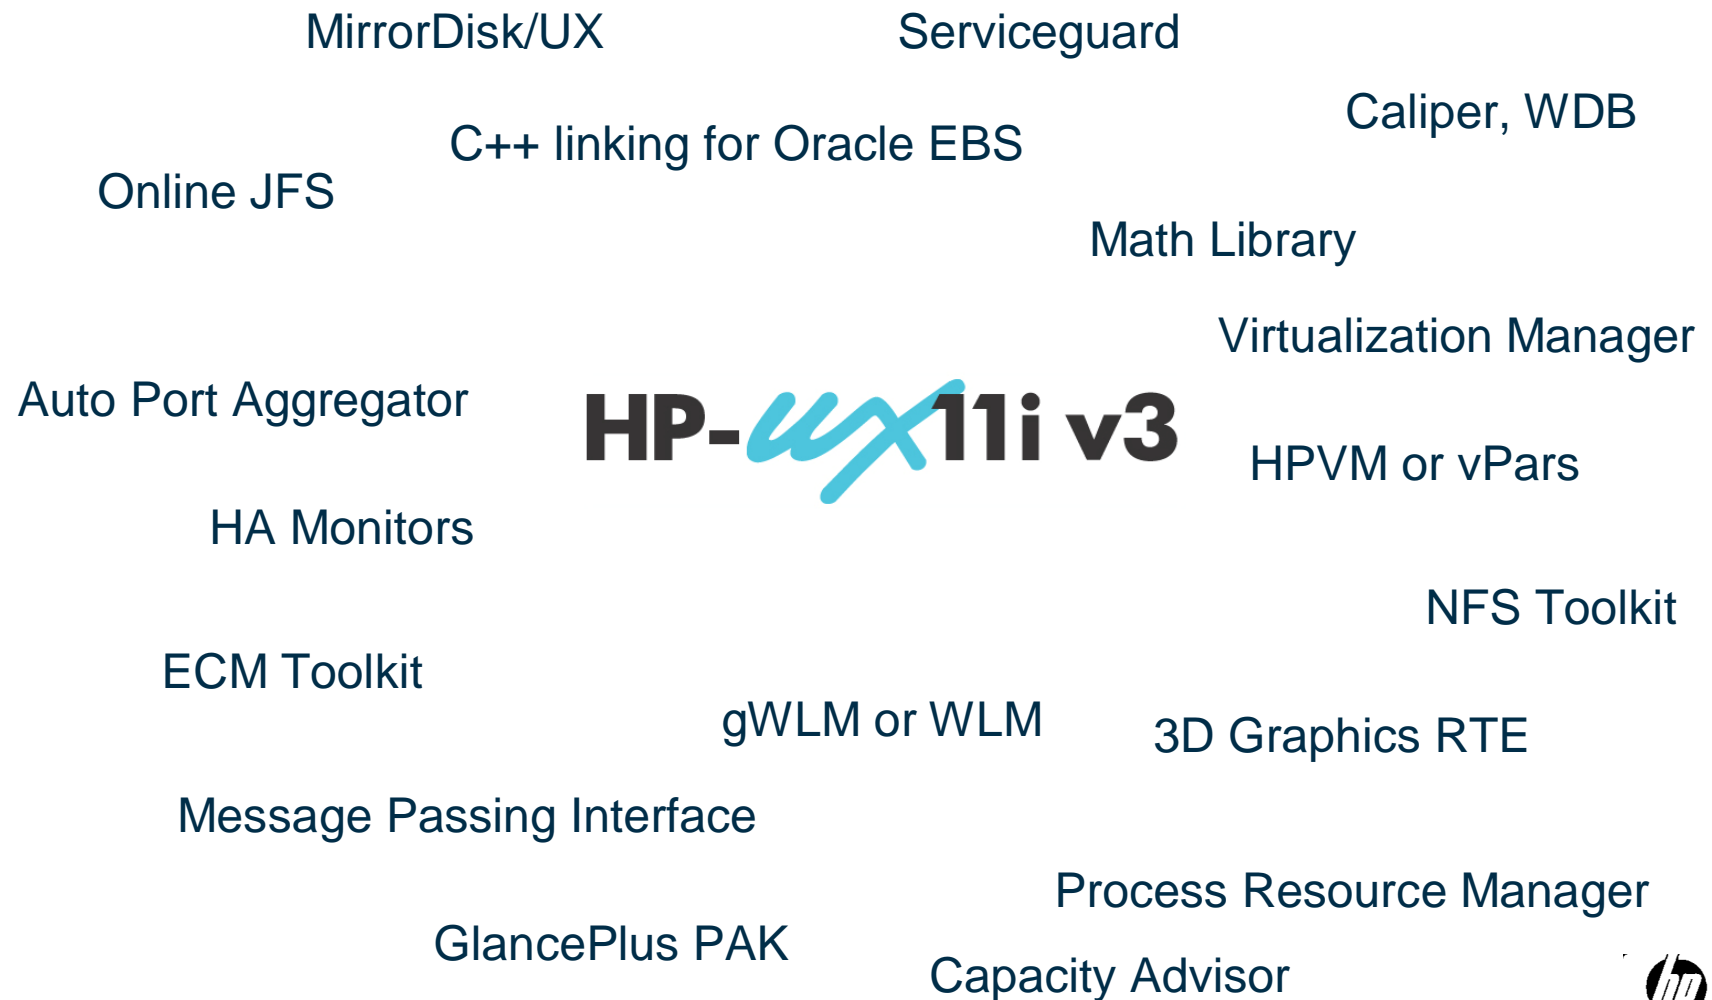 MirrorDisk/UX
Serviceguard
Caliper, WDB
C++ linking for Oracle EBS
Online JFS
Math Library
Virtualization Manager
Auto Port Aggregator
HP-ux11i v3
HPVM or vPars
HA Monitors
NFS Toolkit
ECM Toolkit
gWLM or WLM
3D Graphics RTE
Message Passing Interface
Process Resource Manager
GlancePlus PAK
Capacity Advisor
hp